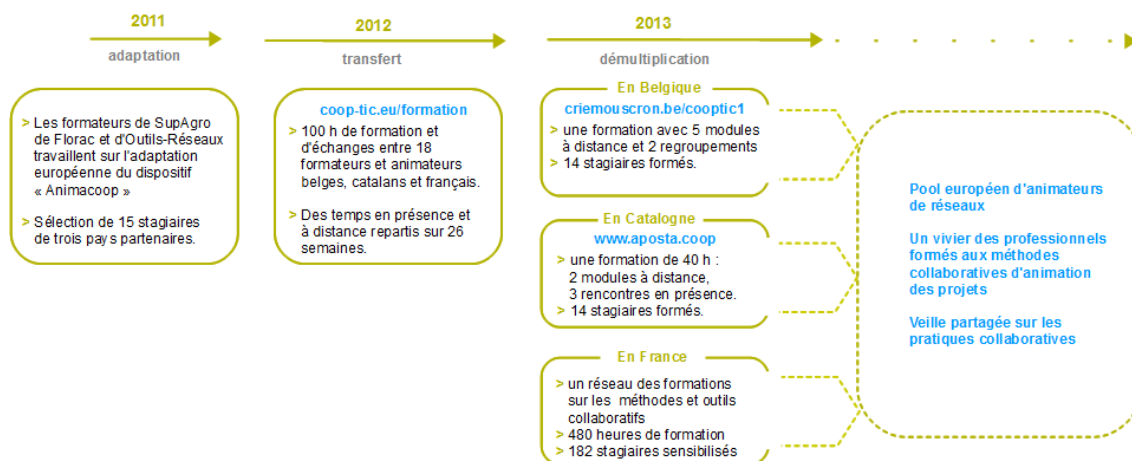 2011
adaptation
> Les formateurs de SupAgro
de Florac et d'Outils-Réseaux
travaillent sur l'adaptation
européenne du dispositif
« Animacoop »
> Sélection de 15 stagiaires
de trois pays partenaires.
2012
transfert
coop-tic.eu/formation
> 100 h de formation et
d'échanges entre 18
formateurs et animateurs
belges, catalans et français.
> Des temps en présence et
à distance repartis sur 26
semaines.
2013
démultiplication
En Belgique
criemouscron.be/cooptic1
> une formation avec 5 modules
à distance et 2 regroupements
> 14 stagiaires formés.
En Catalogne
www.aposta.coop
> une formation de 40 h :
2 modules à distance,
3 rencontres en présence.
> 14 stagiaires formés.
En France
> un réseau des formations
sur les méthodes et outils
collaboratifs
> 480 heures de formation
> 182 stagiaires sensibilisés
Pool européen d'animateurs
de réseaux
Un vivier des professionnels
formés aux méthodes
collaboratives d'animation
des projets
Veille partagée sur les
pratiques collaboratives